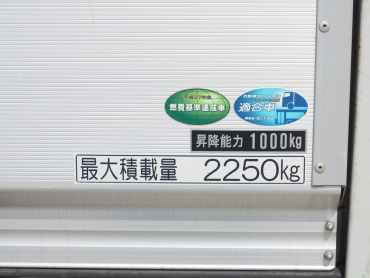 平成27年度
燃費基準達成車
適合車
昇降能力 1000kg
最大積載量 2250kg